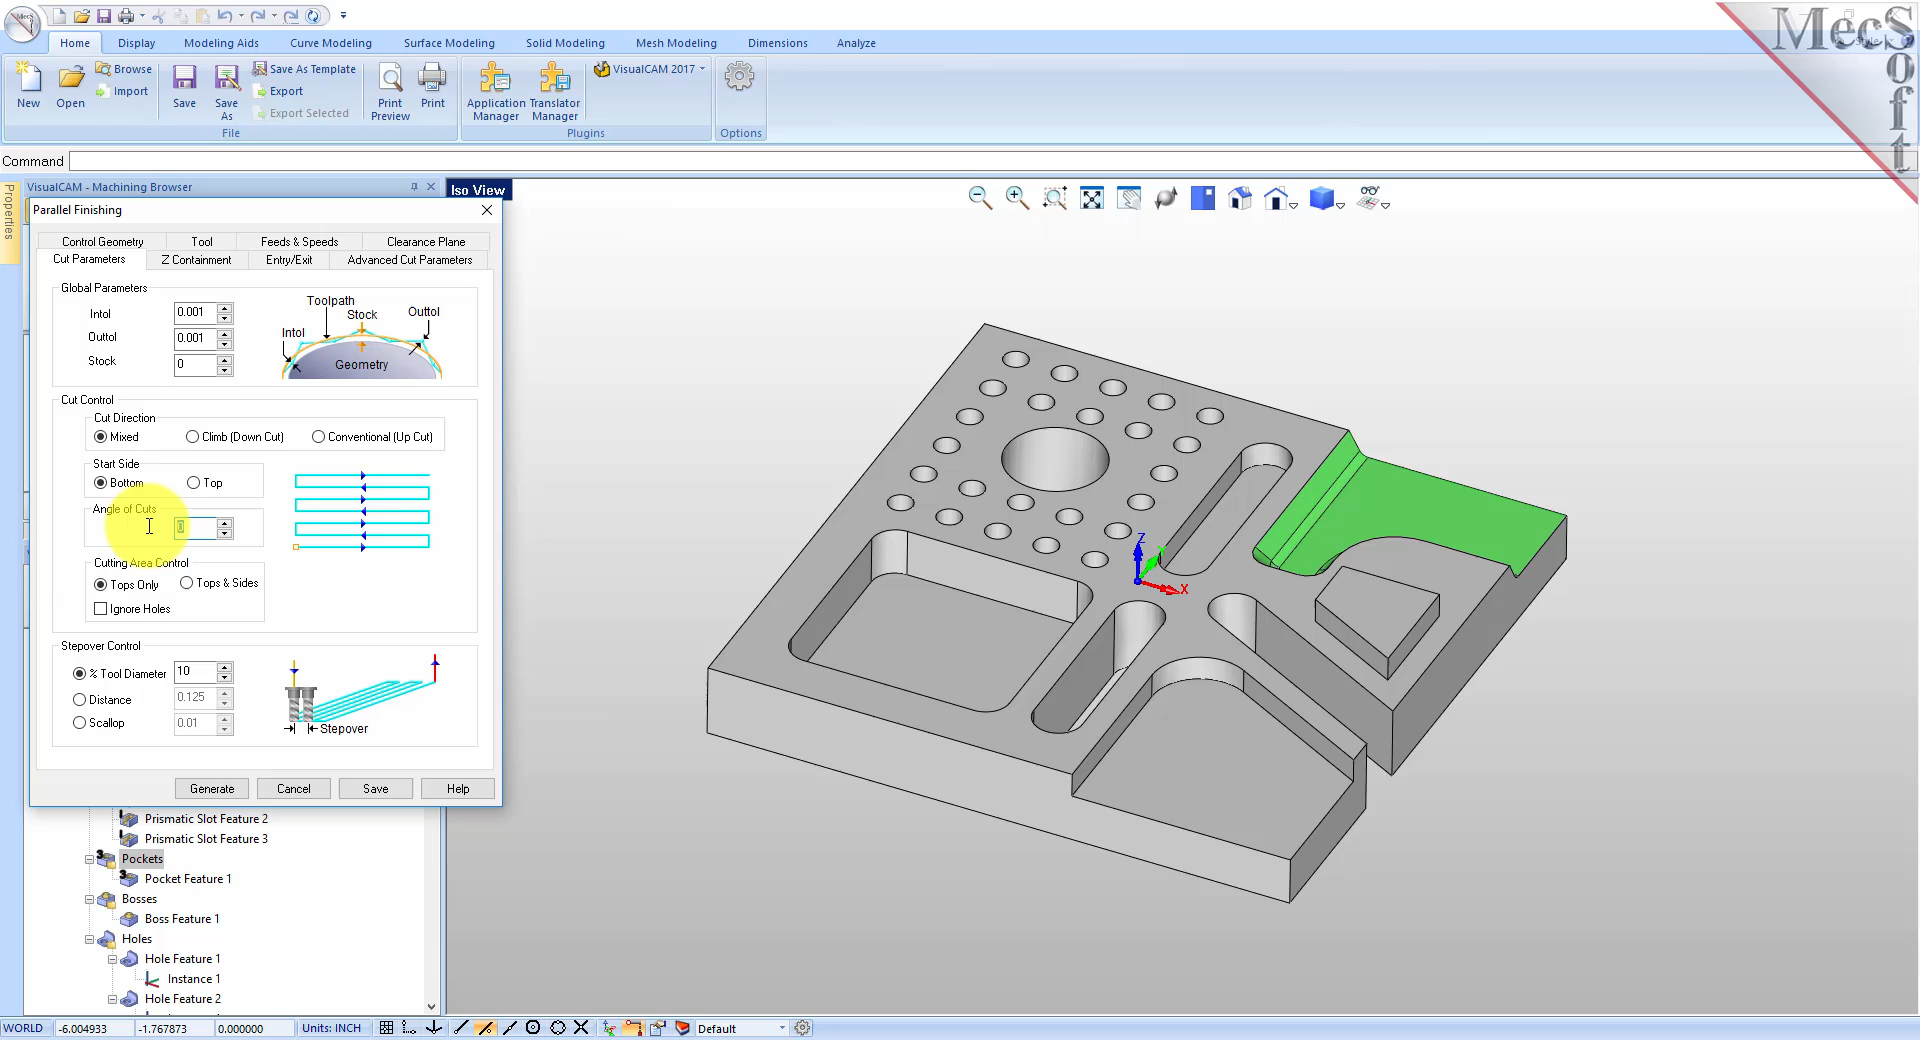 MecSoft
Home Display Modeling Aids Curve Modeling Surface Modeling Solid Modeling Mesh Modeling Dimensions Analyze
New Open Browse Import Save Save As Save As Template Export Export Selected Print Preview Print Application Manager Translator Manager VisualCAM 2017
File Plugins Options
Command
Properties
VisualCAM - Machining Browser
Iso View
Parallel Finishing
Control Geometry Tool Feeds & Speeds Clearance Plane
Cut Parameters Z Containment Entry/Exit Advanced Cut Parameters
Global Parameters
Intol 0.001
Outtol 0.001
Stock 0
Toolpath
Stock
Outtol
Intol
Geometry
Cut Control
Cut Direction
Mixed Climb (Down Cut) Conventional (Up Cut)
Start Side
Bottom Top
Angle of Cuts
0
Cutting Area Control
Tops Only Tops & Sides
Ignore Holes
Stepover Control
% Tool Diameter 10
Distance 0.125
Scallop 0.01
Stepover
Generate Cancel Save Help
Z
Y
X
Prismatic Slot Feature 2
Prismatic Slot Feature 3
Pockets
Pocket Feature 1
Bosses
Boss Feature 1
Holes
Hole Feature 1
Instance 1
Hole Feature 2
WORLD -6.004933 -1.767873 0.000000 Units: INCH Default